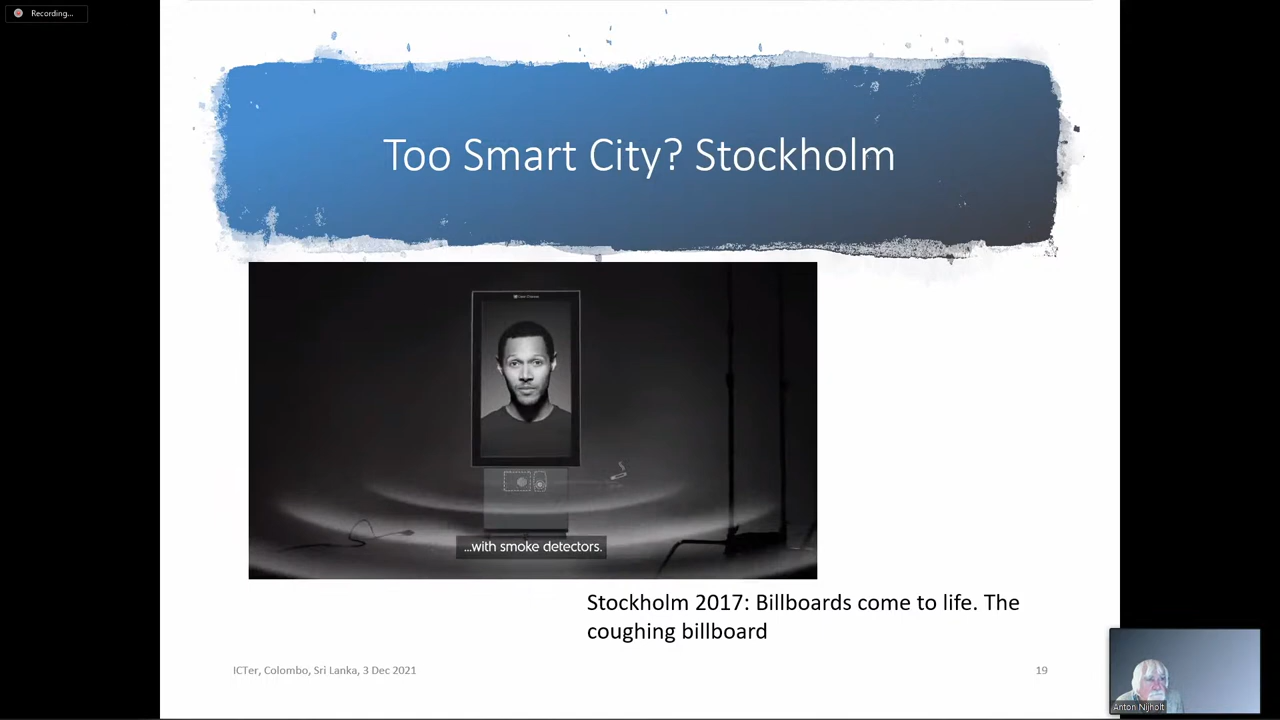 Recording...
Too Smart City? Stockholm
...with smoke detectors.
Stockholm 2017: Billboards come to life. The
coughing billboard
ICTer, Colombo, Sri Lanka, 3 Dec 2021
19
Anton Nijholt